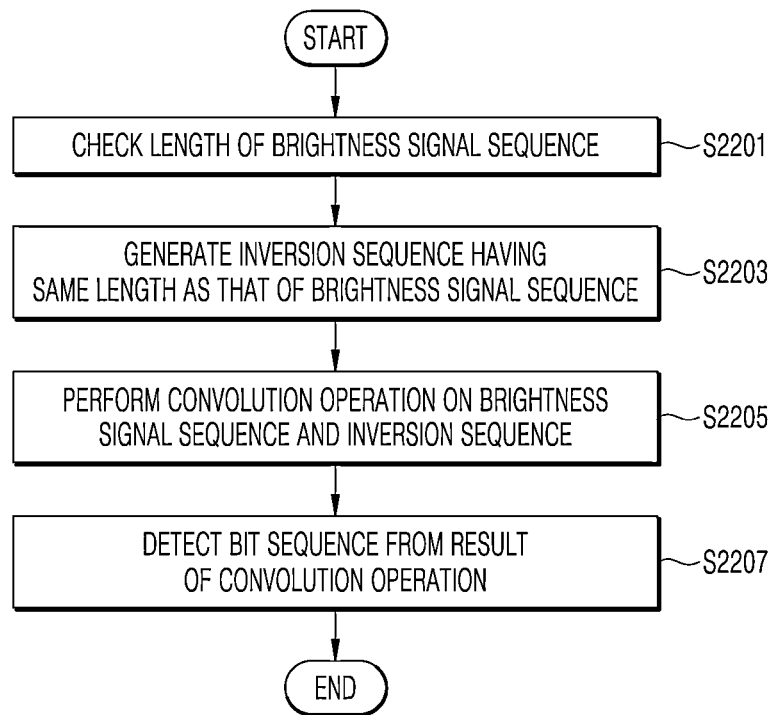 START
CHECK LENGTH OF BRIGHTNESS SIGNAL SEQUENCE
S2201
GENERATE INVERSION SEQUENCE HAVING
SAME LENGTH AS THAT OF BRIGHTNESS SIGNAL SEQUENCE
S2203
PERFORM CONVOLUTION OPERATION ON BRIGHTNESS
SIGNAL SEQUENCE AND INVERSION SEQUENCE
S2205
DETECT BIT SEQUENCE FROM RESULT
OF CONVOLUTION OPERATION
S2207
END